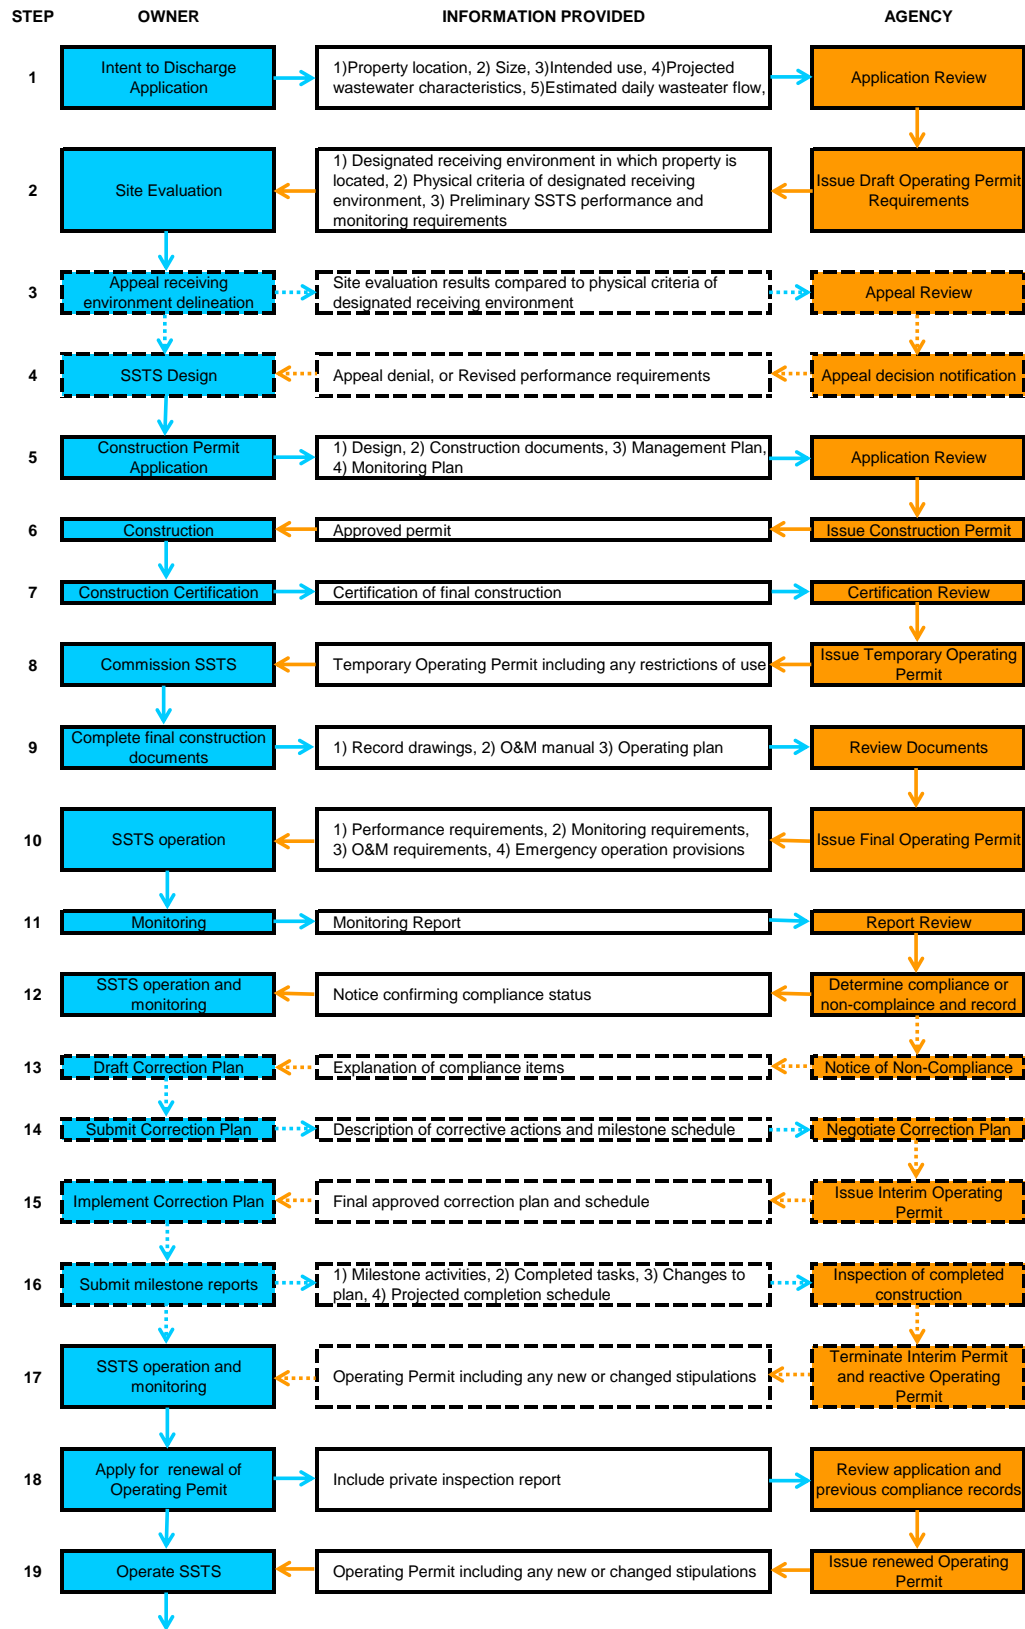 STEP OWNER INFORMATION PROVIDED AGENCY
1
Intent to Discharge
Application
1)Property location, 2) Size, 3)Intended use, 4)Projected
wastewater characteristics, 5)Estimated daily wasteater flow,
Application Review
2
Site Evaluation
1) Designated receiving environment in which property is
located, 2) Physical criteria of designated receiving
environment, 3) Preliminary SSTS performance and
monitoring requirements
Issue Draft Operating Permit
Requirements
3
Appeal receiving
environment delineation
Site evaluation results compared to physical criteria of
designated receiving environment
Appeal Review
4
SSTS Design
Appeal denial, or Revised performance requirements
Appeal decision notification
5
Construction Permit
Application
1) Design, 2) Construction documents, 3) Management Plan,
4) Monitoring Plan
Application Review
6
Construction
Approved permit
Issue Construction Permit
7
Construction Certification
Certification of final construction
Certification Review
8
Commission SSTS
Temporary Operating Permit including any restrictions of use
Issue Temporary Operating
Permit
9
Complete final construction
documents
1) Record drawings, 2) O&M manual 3) Operating plan
Review Documents
10
SSTS operation
1) Performance requirements, 2) Monitoring requirements,
3) O&M requirements, 4) Emergency operation provisions
Issue Final Operating Permit
11
Monitoring
Monitoring Report
Report Review
12
SSTS operation and
monitoring
Notice confirming compliance status
Determine compliance or
non-complaince and record
13
Draft Correction Plan
Explanation of compliance items
Notice of Non-Compliance
14
Submit Correction Plan
Description of corrective actions and milestone schedule
Negotiate Correction Plan
15
Implement Correction Plan
Final approved correction plan and schedule
Issue Interim Operating
Permit
16
Submit milestone reports
1) Milestone activities, 2) Completed tasks, 3) Changes to
plan, 4) Projected completion schedule
Inspection of completed
construction
17
SSTS operation and
monitoring
Operating Permit including any new or changed stipulations
Terminate Interim Permit
and reactive Operating
Permit
18
Apply for renewal of
Operating Pemit
Include private inspection report
Review application and
previous compliance records
19
Operate SSTS
Operating Permit including any new or changed stipulations
Issue renewed Operating
Permit